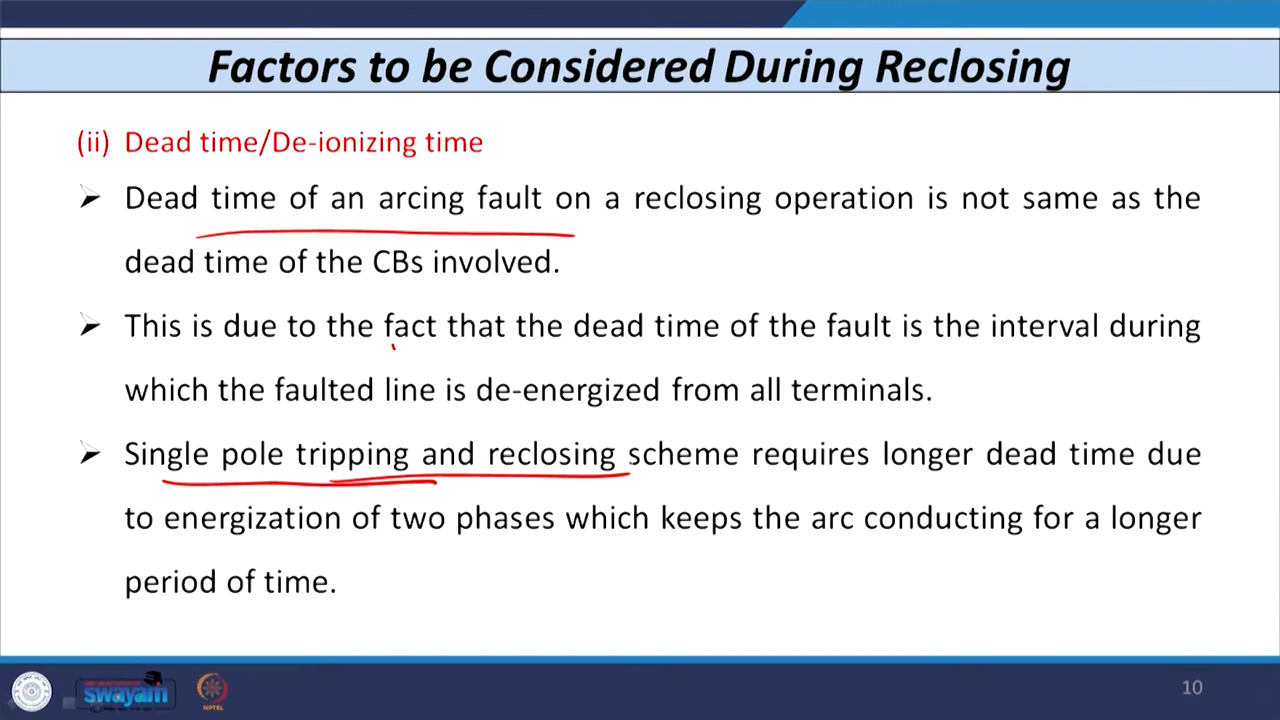 Factors to be Considered During Reclosing
(ii) Dead time/De-ionizing time
➢ Dead time of an arcing fault on a reclosing operation is not same as the
dead time of the CBs involved.
➢ This is due to the fact that the dead time of the fault is the interval during
which the faulted line is de-energized from all terminals.
➢ Single pole tripping and reclosing scheme requires longer dead time due
to energization of two phases which keeps the arc conducting for a longer
period of time.
swayam
NPTEL
10